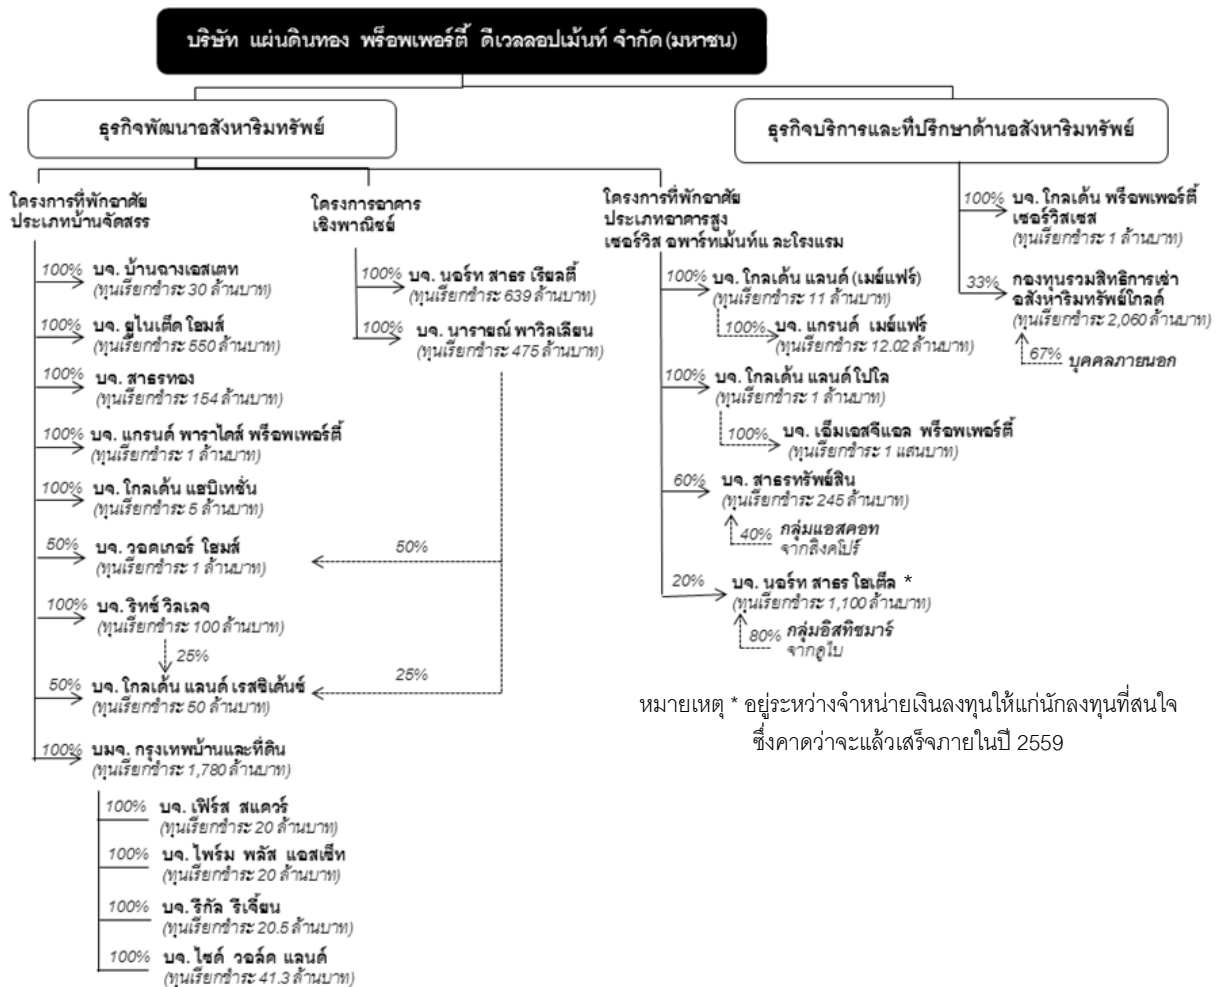 บริษัท แผ่นดินทอง พร็อพเพอร์ตี้ ดีเวลลอปเม้นท์ จำกัด (มหาชน)
ธุรกิจพัฒนาอสังหาริมทรัพย์
ธุรกิจบริการและที่ปรึกษาด้านอสังหาริมทรัพย์
โครงการที่พักอาศัย
ประเภทบ้านจัดสรร
100% บจ. บ้านฉางเอสเตท
(ทุนเรียกชำระ 30 ล้านบาท)
100% บจ. ยูไนเต็ด โฮมส์
(ทุนเรียกชำระ 550 ล้านบาท)
100% บจ. สาธรทอง
(ทุนเรียกชำระ 154 ล้านบาท)
100% บจ. แกรนด์ พาราไดส์ พร็อพเพอร์ตี้
(ทุนเรียกชำระ 1 ล้านบาท)
100% บจ. โกลเด้น แฮบิเทชั่น
(ทุนเรียกชำระ 5 ล้านบาท)
50% บจ. วอคเกอร์ โฮมส์
(ทุนเรียกชำระ 1 ล้านบาท)
100% บจ. ริทซ์ วิลเลจ
(ทุนเรียกชำระ 100 ล้านบาท)
25%
50% บจ. โกลเด้น แลนด์ เรสซิเด้นซ์
(ทุนเรียกชำระ 50 ล้านบาท)
100% บมจ. กรุงเทพบ้านและที่ดิน
(ทุนเรียกชำระ 1,780 ล้านบาท)
100% บจ. เฟิร์ส สแควร์
(ทุนเรียกชำระ 20 ล้านบาท)
100% บจ. ไพร์ม พลัส แอสเซ็ท
(ทุนเรียกชำระ 20 ล้านบาท)
100% บจ. รีกัล รีเจี้ยน
(ทุนเรียกชำระ 20.5 ล้านบาท)
100% บจ. ไซด์ วอล์ค แลนด์
(ทุนเรียกชำระ 41.3 ล้านบาท)
โครงการอาคาร
เชิงพาณิชย์
100% บจ. นอร์ท สาธร เรียลตี้
(ทุนเรียกชำระ 639 ล้านบาท)
100% บจ. นารายณ์ พาวิลเลียน
(ทุนเรียกชำระ 475 ล้านบาท)
50%
25%
โครงการที่พักอาศัย
ประเภทอาคารสูง
เซอร์วิส อพาร์ทเม้นท์แ ละโรงแรม
100% บจ. โกลเด้น แลนด์ (เมย์แฟร์)
(ทุนเรียกชำระ 11 ล้านบาท)
100% บจ. แกรนด์ เมย์แฟร์
(ทุนเรียกชำระ 12.02 ล้านบาท)
100% บจ. โกลเด้น แลนด์ โปโล
(ทุนเรียกชำระ 1 ล้านบาท)
100% บจ. เอ็มเอสจีแอล พร็อพเพอร์ตี้
(ทุนเรียกชำระ 1 แสนบาท)
60% บจ. สาธรทรัพย์สิน
(ทุนเรียกชำระ 245 ล้านบาท)
40% กลุ่มแอสคอท
จากสิงคโปร์
20% บจ. นอร์ท สาธร โฮเต็ล *
(ทุนเรียกชำระ 1,100 ล้านบาท)
80% กลุ่มอิสทิชมาร์
จากดูไบ
100% บจ. โกลเด้น พร็อพเพอร์ตี้
เซอร์วิสเซส
(ทุนเรียกชำระ 1 ล้านบาท)
33% กองทุนรวมสิทธิการเช่า
อสังหาริมทรัพย์โกลด์
(ทุนเรียกชำระ 2,060 ล้านบาท)
67% บุคคลภายนอก
หมายเหตุ * อยู่ระหว่างจำหน่ายเงินลงทุนให้แก่นักลงทุนที่สนใจ
ซึ่งคาดว่าจะแล้วเสร็จภายในปี 2559